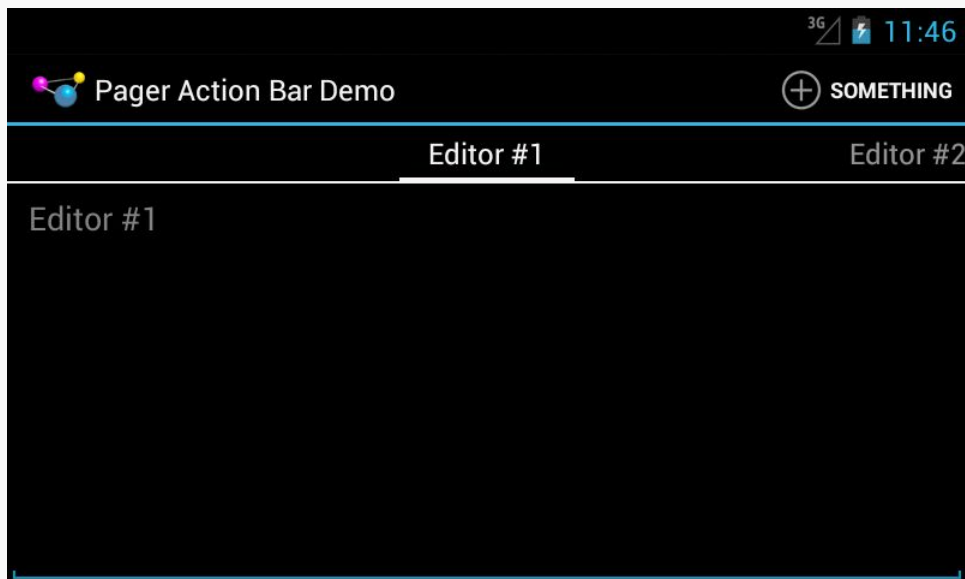 3G 11:46
Pager Action Bar Demo SOMETHING
Editor #1 Editor #2
Editor #1